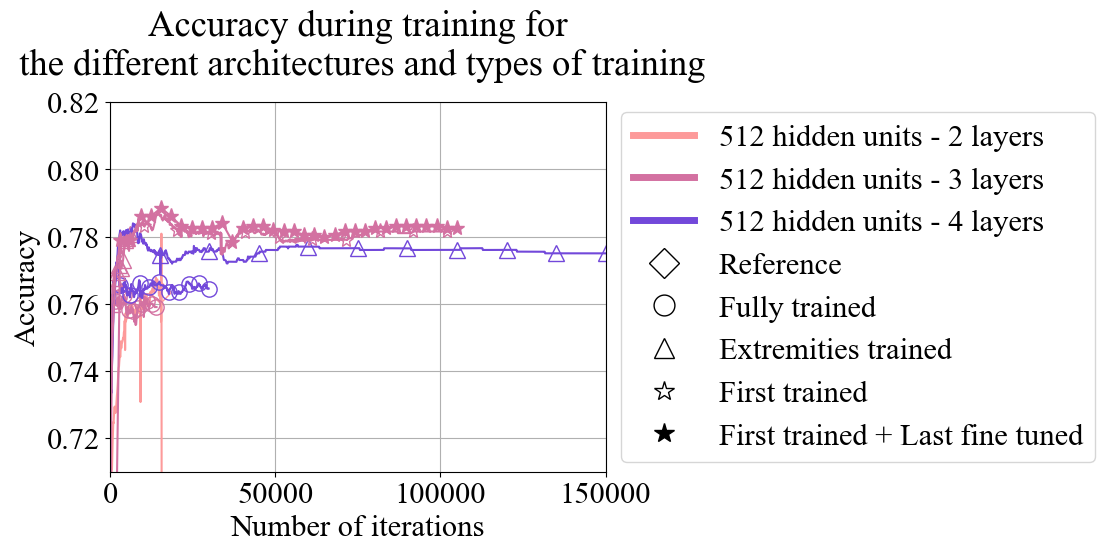 Accuracy during training for
the different architectures and types of training
0.82
0.80
0.78
0.76
0.74
0.72
Accuracy
0
50000
100000
150000
Number of iterations
512 hidden units - 2 layers
512 hidden units - 3 layers
512 hidden units - 4 layers
Reference
Fully trained
Extremities trained
First trained
First trained + Last fine tuned